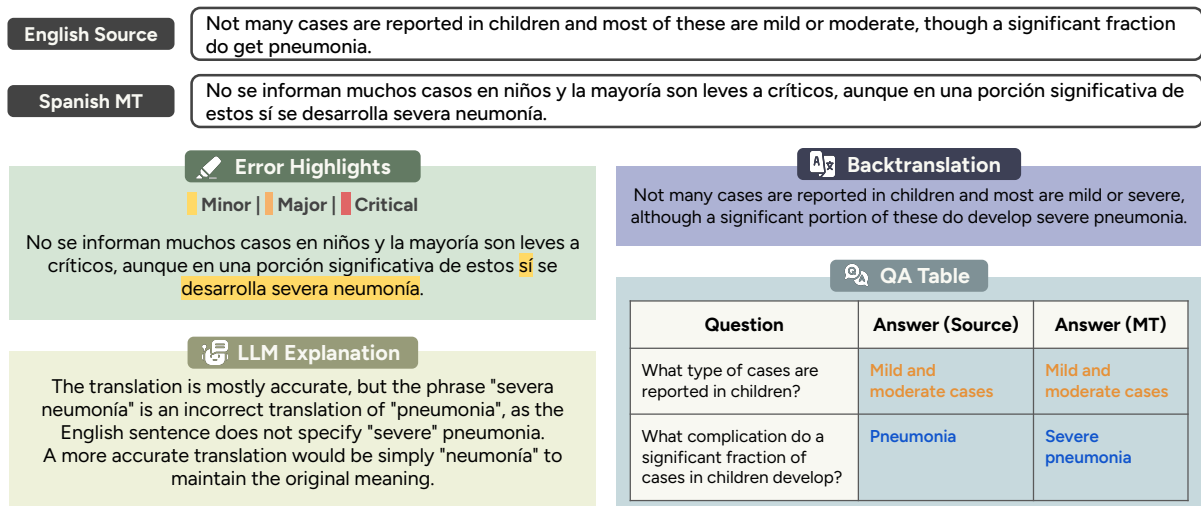 English Source
Not many cases are reported in children and most of these are mild or moderate, though a significant fraction
do get pneumonia.
Spanish MT
No se informan muchos casos en niños y la mayoría son leves a críticos, aunque en una porción significativa de
estos sí se desarrolla severa neumonía.
Error Highlights
Minor | Major | Critical
No se informan muchos casos en niños y la mayoría son leves a
críticos, aunque en una porción significativa de estos sí se
desarrolla severa neumonía.
LLM Explanation
The translation is mostly accurate, but the phrase "severa
neumonía" is an incorrect translation of "pneumonia", as the
English sentence does not specify "severe" pneumonia.
A more accurate translation would be simply "neumonía" to
maintain the original meaning.
Backtranslation
Not many cases are reported in children and most are mild or severe,
although a significant portion of these do develop severe pneumonia.
QA Table
Question Answer (Source) Answer (MT)
What type of cases are
reported in children?
Mild and
moderate cases
Mild and
moderate cases
What complication do a
significant fraction of
cases in children develop?
Pneumonia
Severe
pneumonia